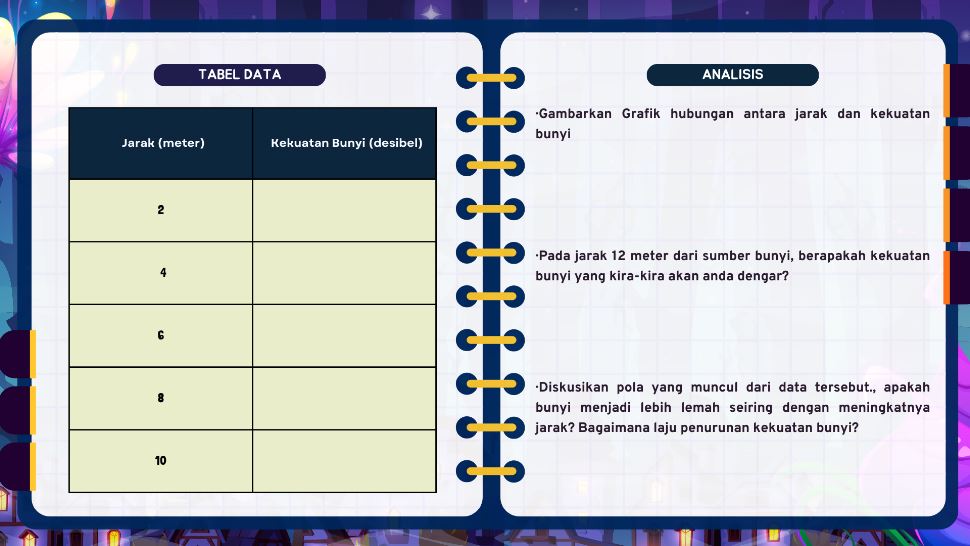 TABEL DATA
Jarak (meter) Kekuatan Bunyi (desibel)
2
4
6
8
10
ANALISIS
·Gambarkan Grafik hubungan antara jarak dan kekuatan
bunyi
·Pada jarak 12 meter dari sumber bunyi, berapakah kekuatan
bunyi yang kira-kira akan anda dengar?
·Diskusikan pola yang muncul dari data tersebut., apakah
bunyi menjadi lebih lemah seiring dengan meningkatnya
jarak? Bagaimana laju penurunan kekuatan bunyi?